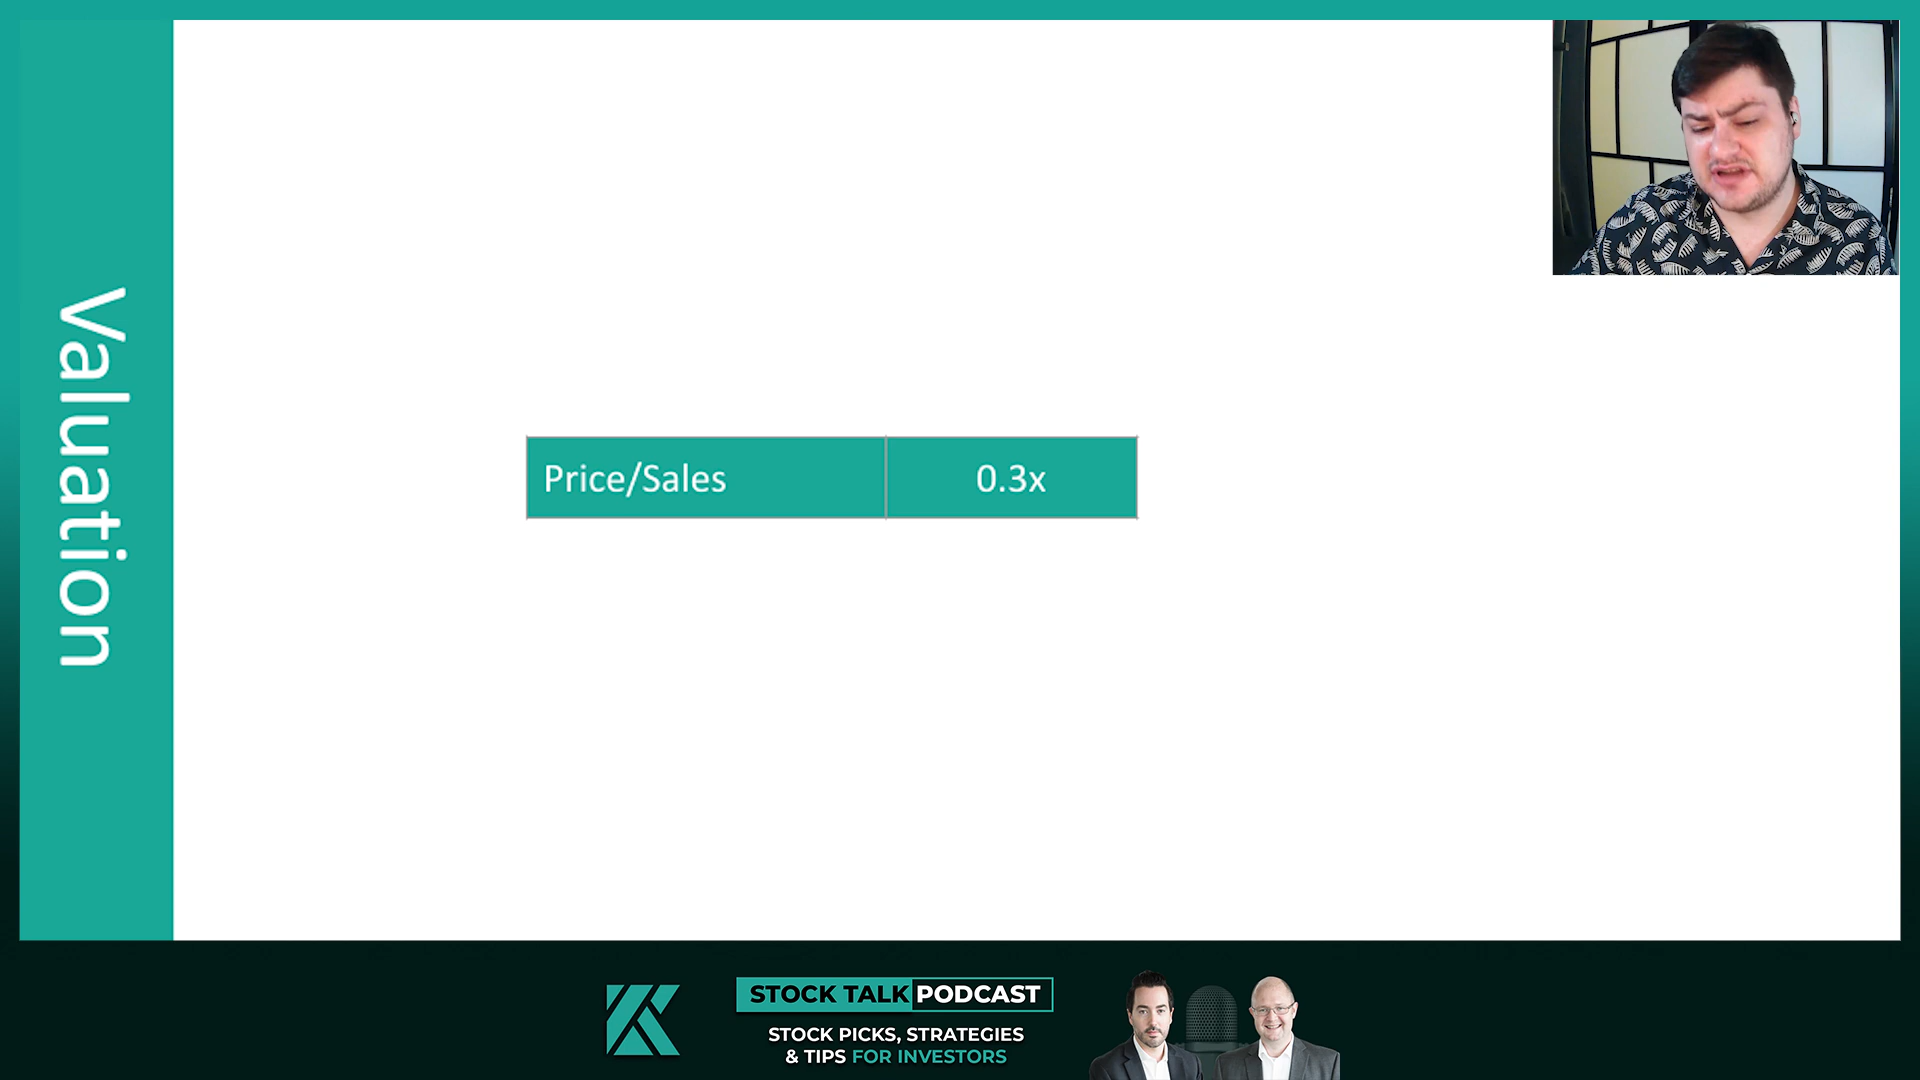 Valuation
Price/Sales 0.3x
STOCK TALK PODCAST
STOCK PICKS, STRATEGIES
& TIPS FOR INVESTORS